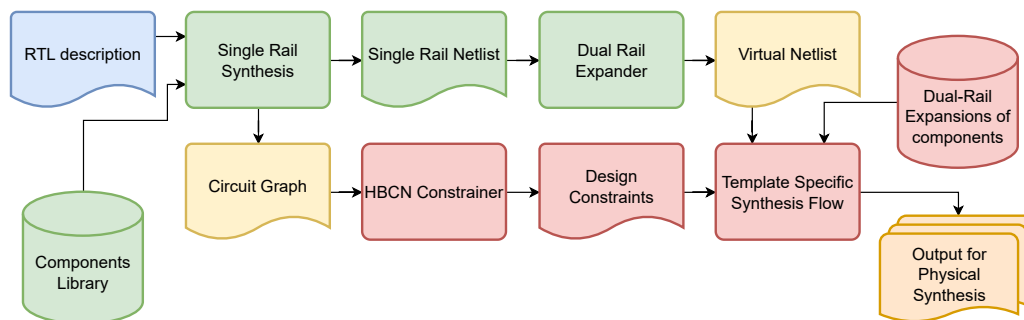 RTL description
Single Rail
Synthesis
Single Rail Netlist
Dual Rail
Expander
Virtual Netlist
Dual-Rail
Expansions of
components
Circuit Graph
HBCN Constrainer
Design
Constraints
Template Specific
Synthesis Flow
Components
Library
Output for
Physical
Synthesis